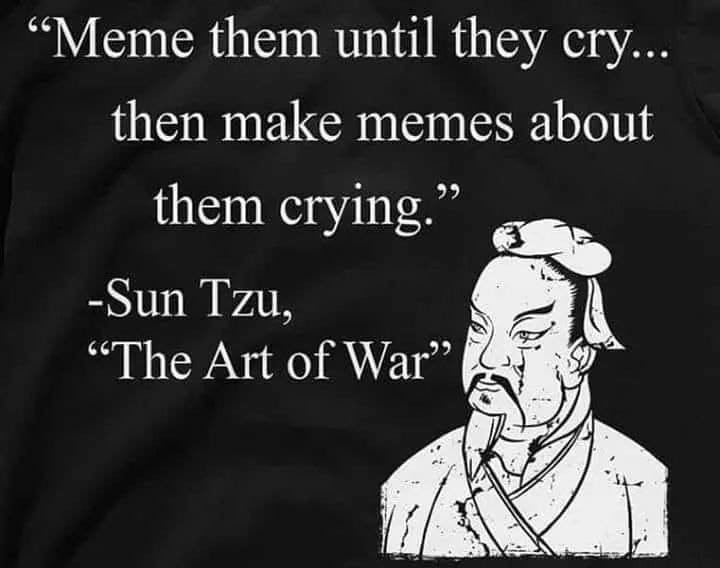 “Meme them until they cry...
then make memes about
them crying.”
-Sun Tzu,
“The Art of War”